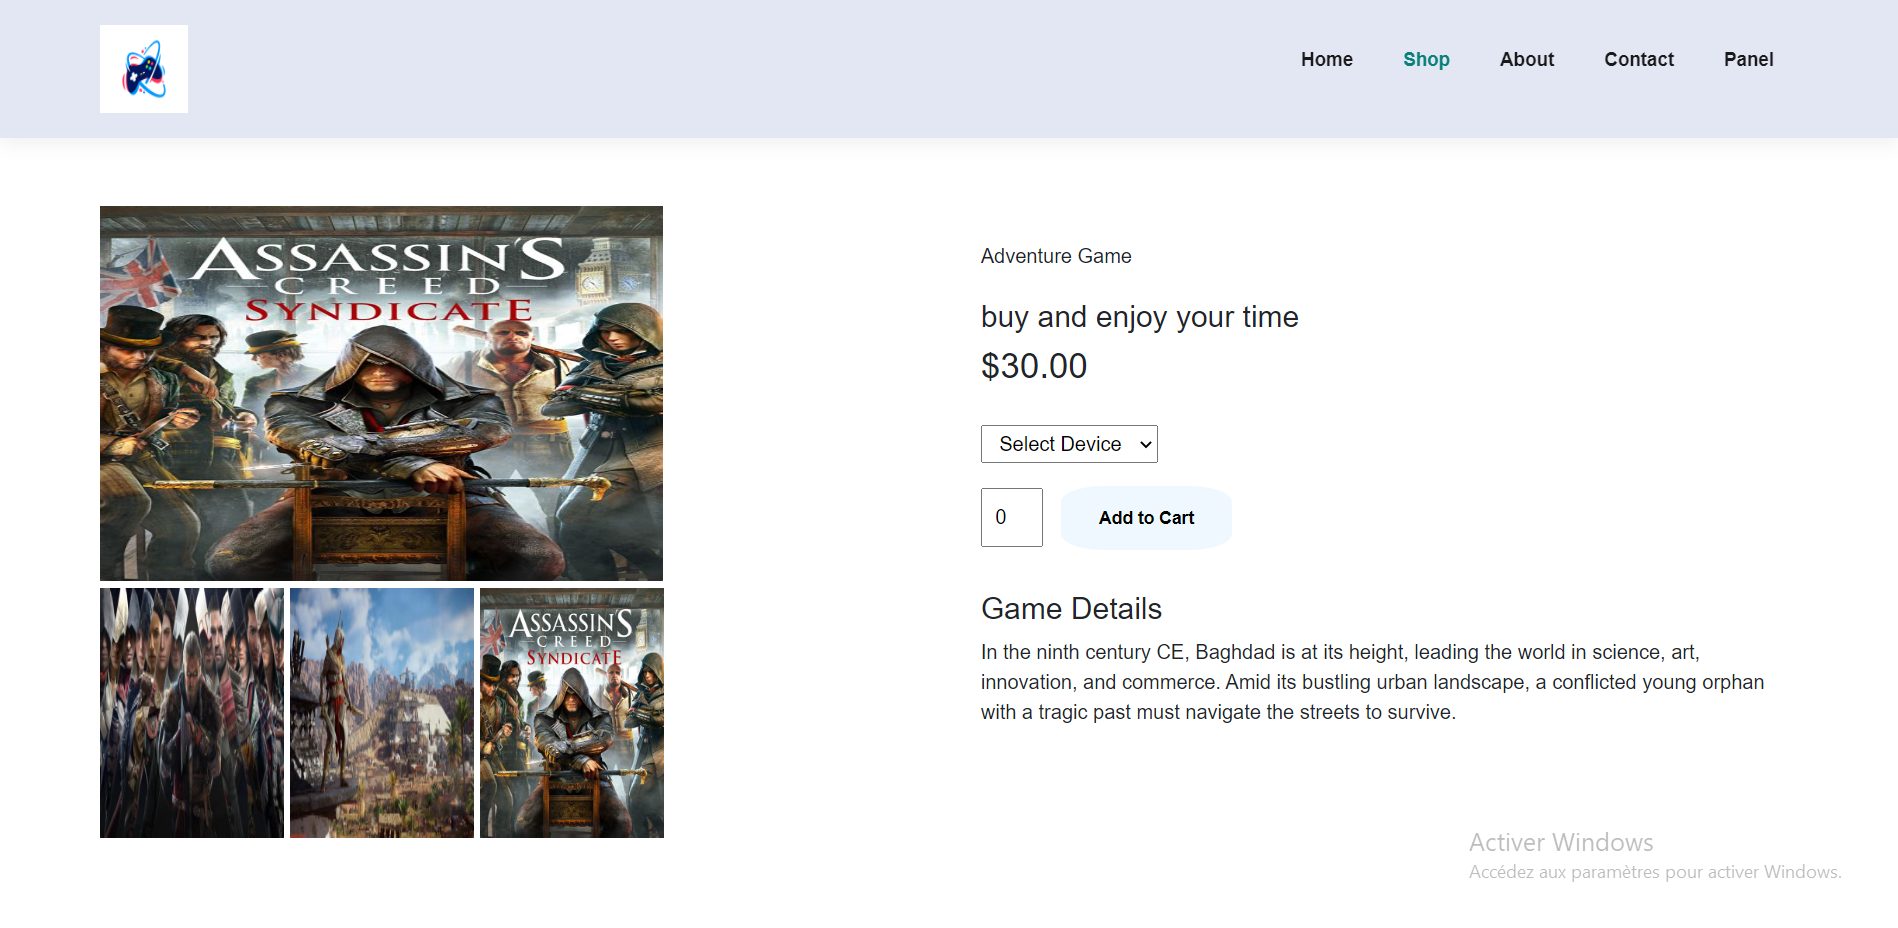 Home
Shop
About
Contact
Panel
ASSASSIN'S
CREED
SYNDICATE
Adventure Game
buy and enjoy your time
$30.00
Select Device
0
Add to Cart
ASSASSIN'S
CREED
SYNDICATE
Game Details
In the ninth century CE, Baghdad is at its height, leading the world in science, art,
innovation, and commerce. Amid its bustling urban landscape, a conflicted young orphan
with a tragic past must navigate the streets to survive.
Activer Windows
Accédez aux paramètres pour activer Windows.